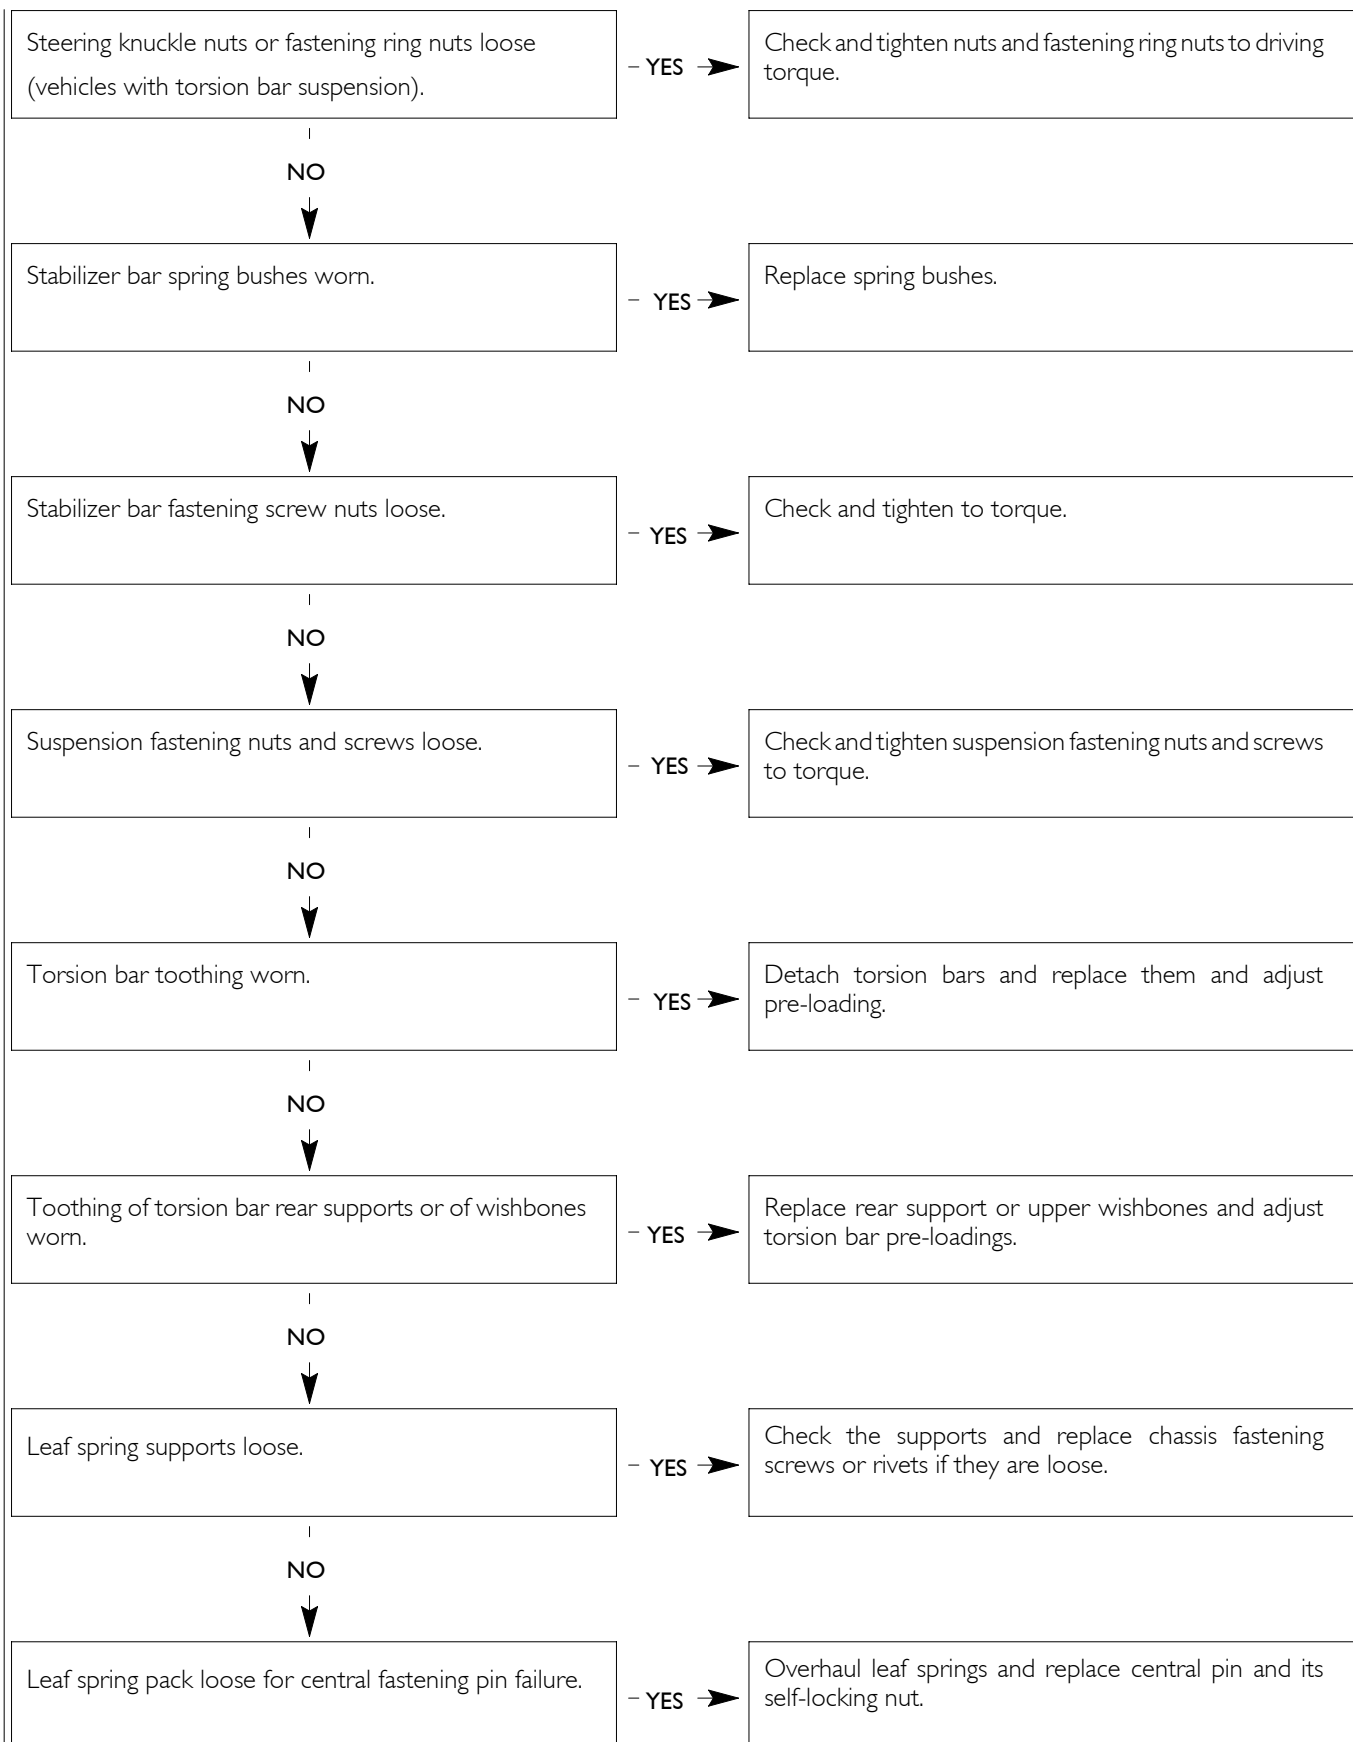 Steering knuckle nuts or fastening ring nuts loose
(vehicles with torsion bar suspension).
YES
Check and tighten nuts and fastening ring nuts to driving
torque.
NO
Stabilizer bar spring bushes worn.
YES
Replace spring bushes.
NO
Stabilizer bar fastening screw nuts loose.
YES
Check and tighten to torque.
NO
Suspension fastening nuts and screws loose.
YES
Check and tighten suspension fastening nuts and screws
to torque.
NO
Torsion bar toothing worn.
YES
Detach torsion bars and replace them and adjust
pre-loading.
NO
Toothing of torsion bar rear supports or of wishbones
worn.
YES
Replace rear support or upper wishbones and adjust
torsion bar pre-loadings.
NO
Leaf spring supports loose.
YES
Check the supports and replace chassis fastening
screws or rivets if they are loose.
NO
Leaf spring pack loose for central fastening pin failure.
YES
Overhaul leaf springs and replace central pin and its
self-locking nut.